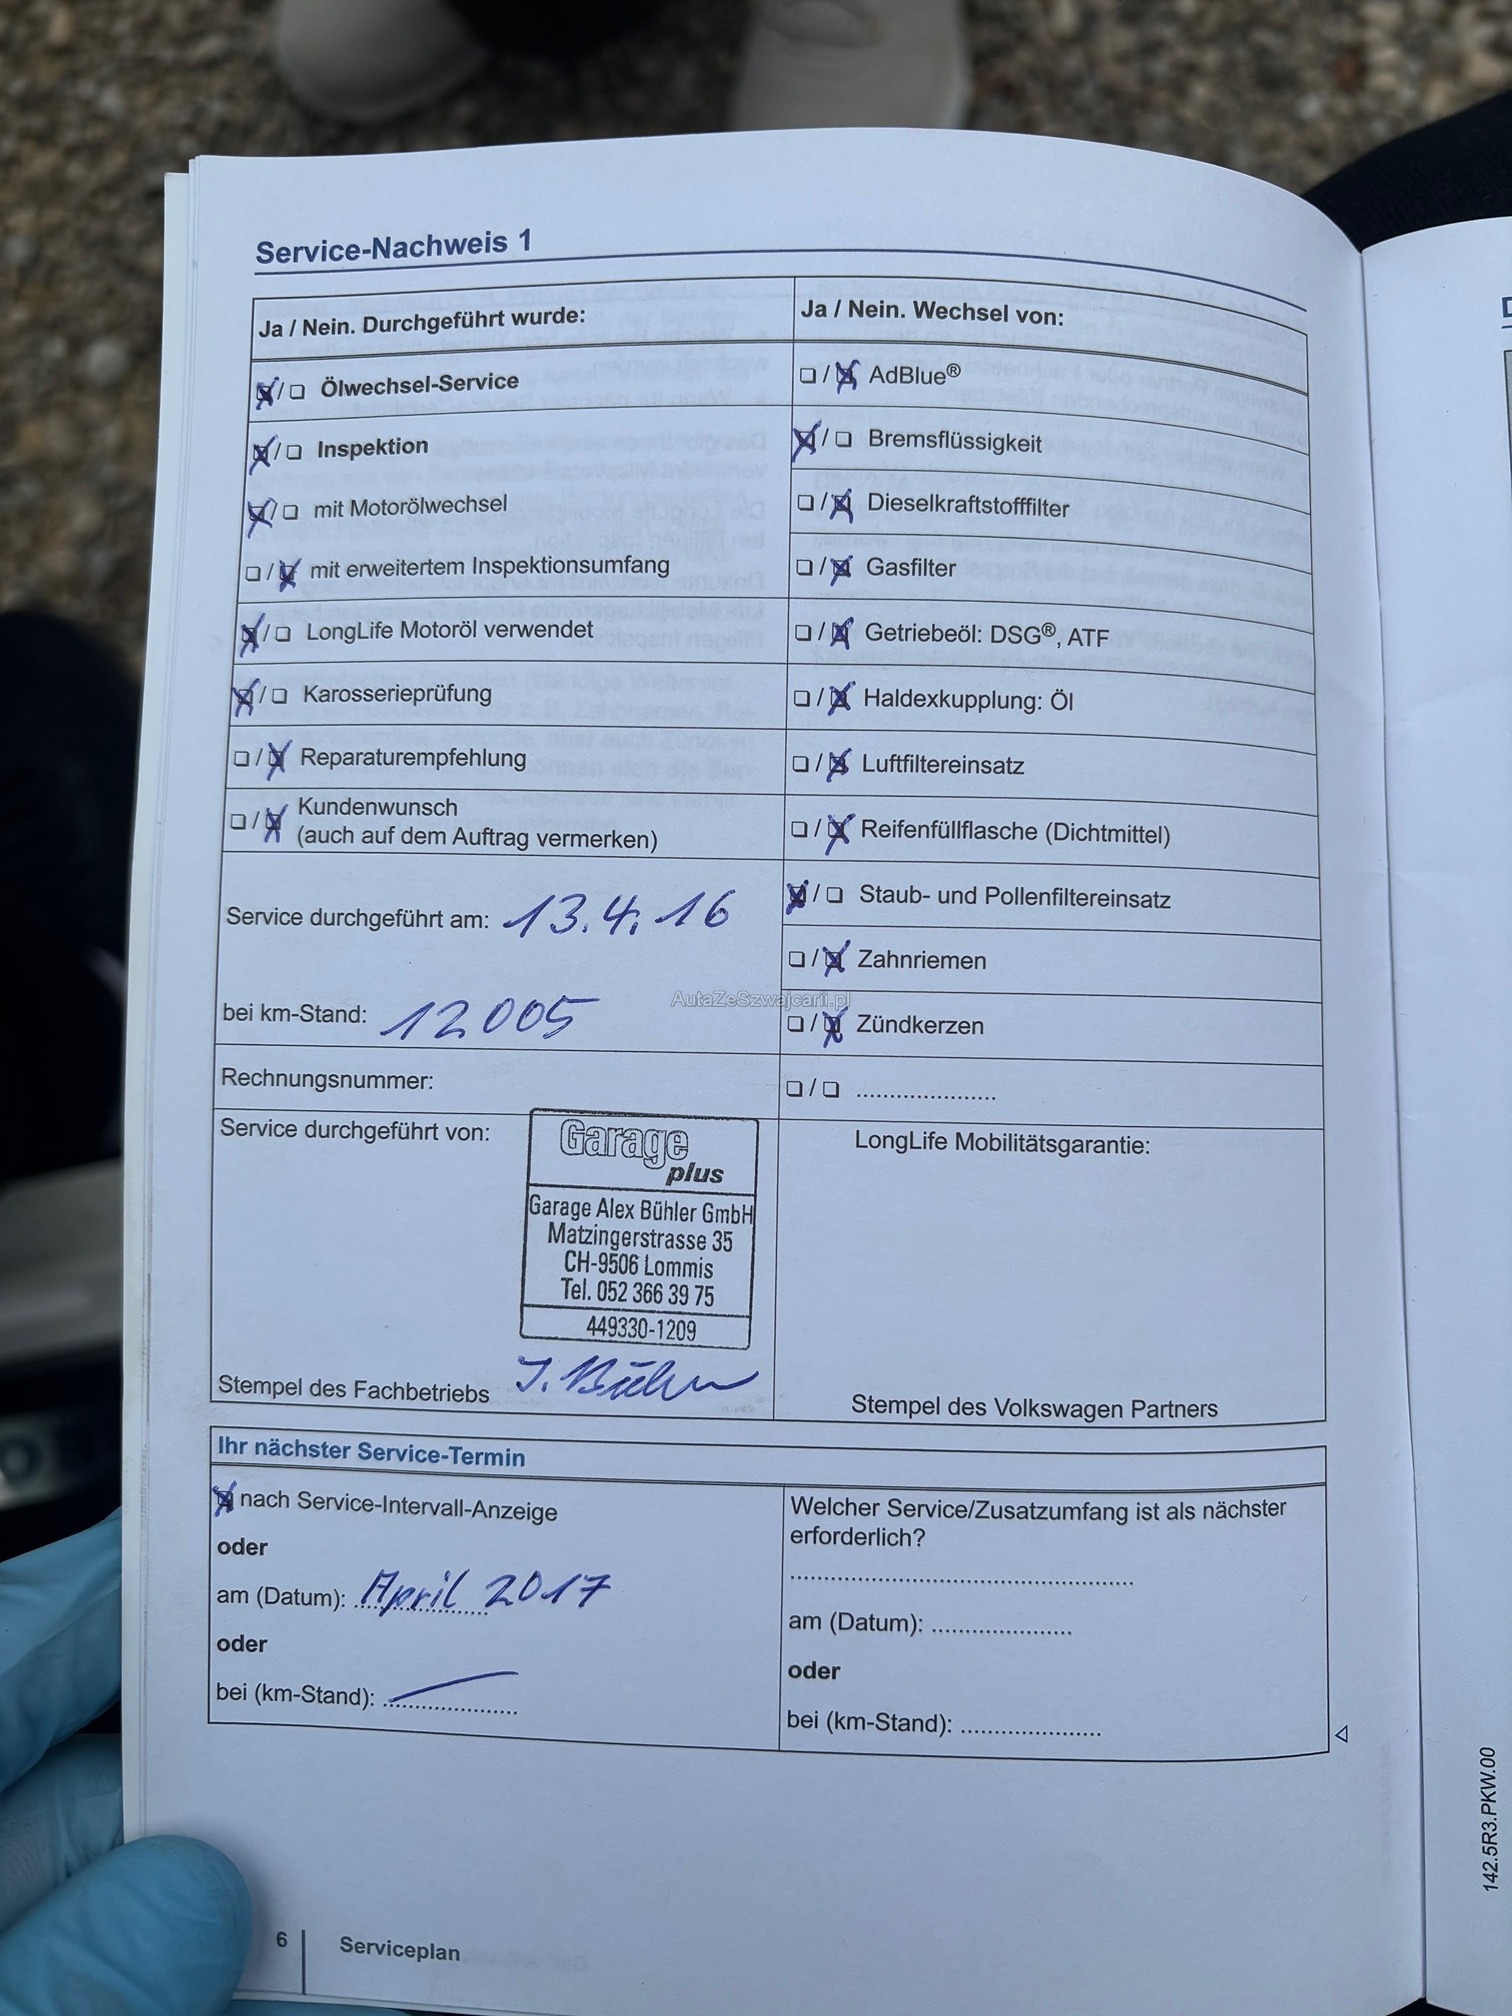 Service-Nachweis 1
Ja / Nein. Durchgeführt wurde:
☒/☐ Ölwechsel-Service
☒/☐ Inspektion
☒/☐ mit Motorölwechsel
☐/☒ mit erweitertem Inspektionsumfang
☒/☐ LongLife Motoröl verwendet
☒/☐ Karosserieprüfung
☐/☒ Reparaturempfehlung
☐/☒ Kundenwunsch
(auch auf dem Auftrag vermerken)
Service durchgeführt am: 13.4.16
bei km-Stand: 12005
Rechnungsnummer:
Ja / Nein. Wechsel von:
☐/☒ AdBlue®
☒/☐ Bremsflüssigkeit
☐/☒ Dieselkraftstofffilter
☐/☒ Gasfilter
☐/☒ Getriebeöl: DSG®, ATF
☐/☒ Haldexkupplung: Öl
☐/☒ Luftfiltereinsatz
☐/☒ Reifenfüllflasche (Dichtmittel)
☒/☐ Staub- und Pollenfiltereinsatz
☐/☒ Zahnriemen
☐/☒ Zündkerzen
☐/☐ .....................
AutaZeSzwajcarii.pl
Service durchgeführt von:
Garage
plus
Garage Alex Bühler GmbH
Matzingerstrasse 35
CH-9506 Lommis
Tel. 052 366 39 75
449330-1209
Stempel des Fachbetriebs
LongLife Mobilitätsgarantie:
Stempel des Volkswagen Partners
Ihr nächster Service-Termin
☒ nach Service-Intervall-Anzeige
oder
am (Datum): April 2017
oder
bei (km-Stand): ....................
Welcher Service/Zusatzumfang ist als nächster
erforderlich?
...................................................
am (Datum): .....................
oder
bei (km-Stand): .....................
6
Serviceplan
142.5R3.PKW.00